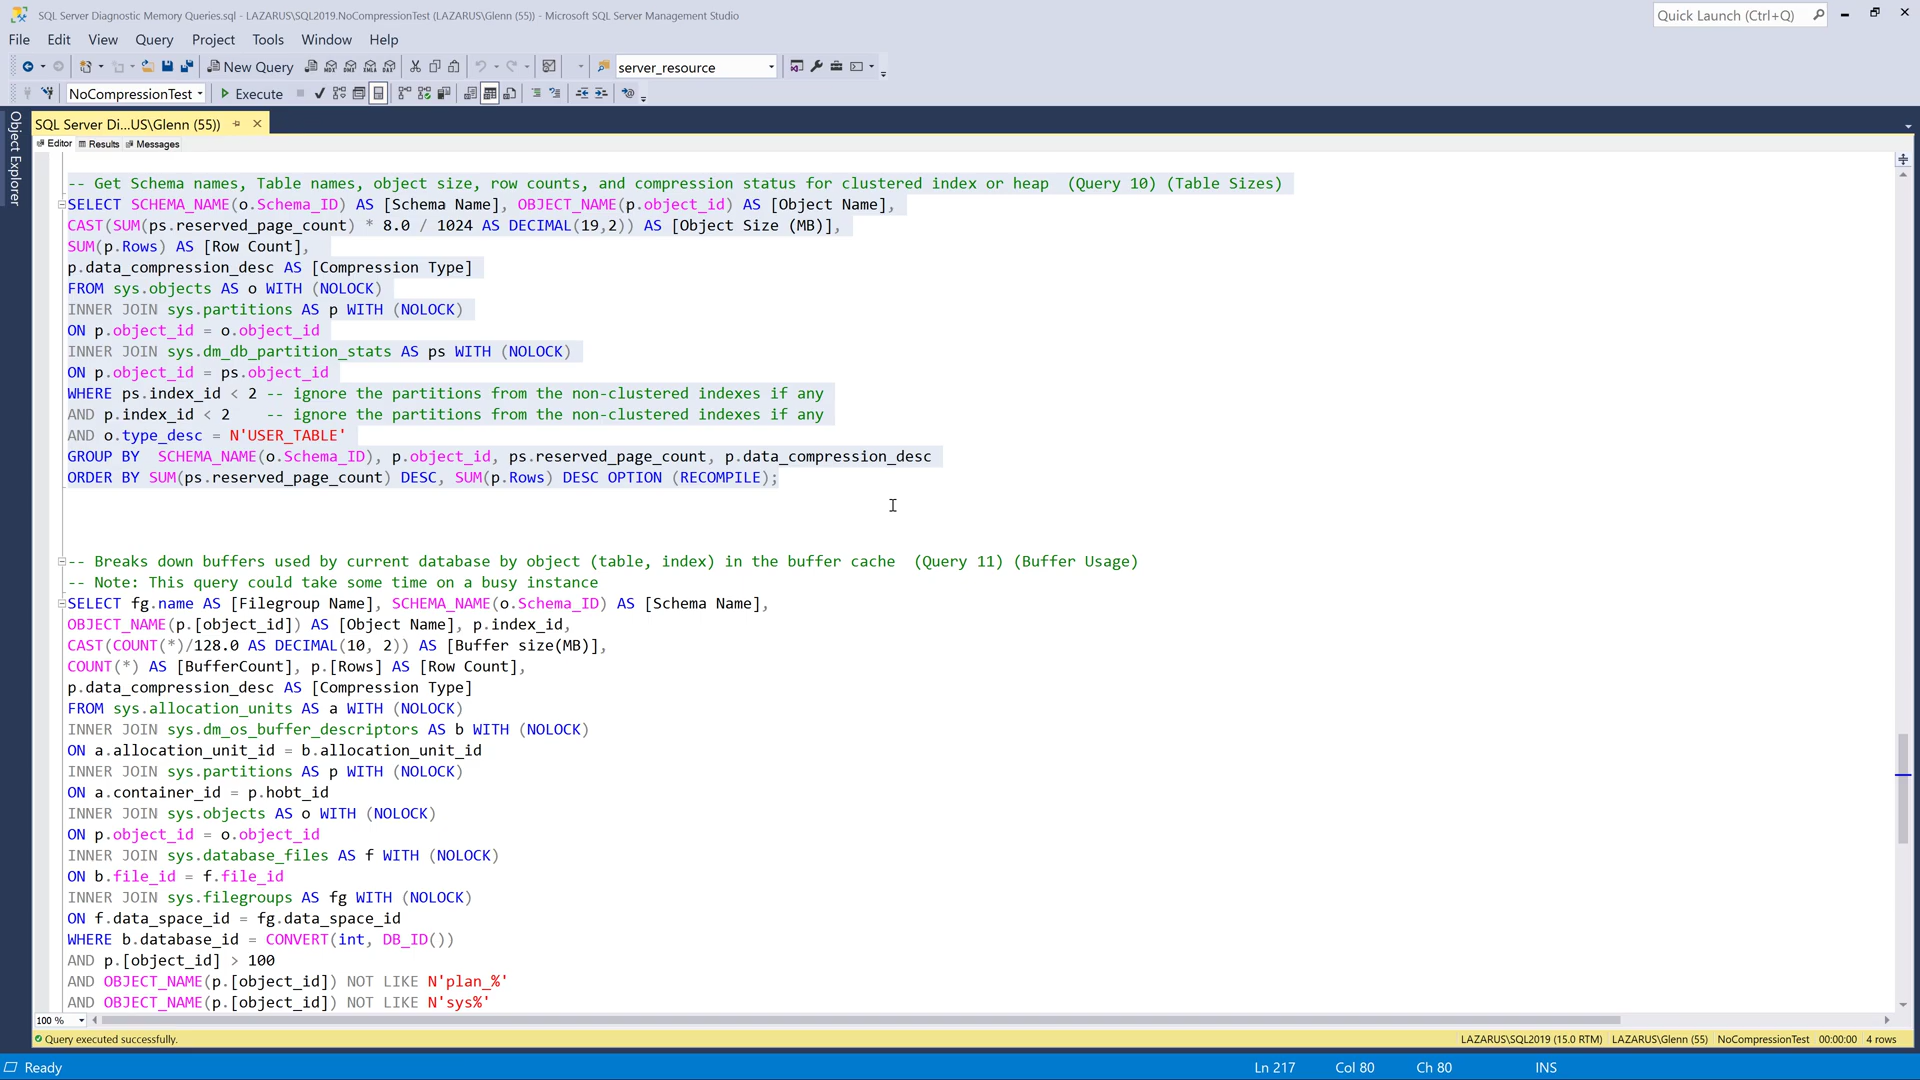 SQL Server Diagnostic Memory Queries.sql - LAZARUS\SQL2019.NoCompressionTest (LAZARUS\Glenn (55)) - Microsoft SQL Server Management Studio
Quick Launch (Ctrl+Q)
File Edit View Query Project Tools Window Help
New Query
server_resource
NoCompressionTest
Execute
Object Explorer
SQL Server Di...US\Glenn (55))
Editor Results Messages
-- Get Schema names, Table names, object size, row counts, and compression status for clustered index or heap  (Query 10) (Table Sizes)
SELECT SCHEMA_NAME(o.Schema_ID) AS [Schema Name], OBJECT_NAME(p.object_id) AS [Object Name],
CAST(SUM(ps.reserved_page_count) * 8.0 / 1024 AS DECIMAL(19,2)) AS [Object Size (MB)],
SUM(p.Rows) AS [Row Count],
p.data_compression_desc AS [Compression Type]
FROM sys.objects AS o WITH (NOLOCK)
INNER JOIN sys.partitions AS p WITH (NOLOCK)
ON p.object_id = o.object_id
INNER JOIN sys.dm_db_partition_stats AS ps WITH (NOLOCK)
ON p.object_id = ps.object_id
WHERE ps.index_id < 2 -- ignore the partitions from the non-clustered indexes if any
AND p.index_id < 2    -- ignore the partitions from the non-clustered indexes if any
AND o.type_desc = N'USER_TABLE'
GROUP BY  SCHEMA_NAME(o.Schema_ID), p.object_id, ps.reserved_page_count, p.data_compression_desc
ORDER BY SUM(ps.reserved_page_count) DESC, SUM(p.Rows) DESC OPTION (RECOMPILE);
-- Breaks down buffers used by current database by object (table, index) in the buffer cache  (Query 11) (Buffer Usage)
-- Note: This query could take some time on a busy instance
SELECT fg.name AS [Filegroup Name], SCHEMA_NAME(o.Schema_ID) AS [Schema Name],
OBJECT_NAME(p.[object_id]) AS [Object Name], p.index_id,
CAST(COUNT(*)/128.0 AS DECIMAL(10, 2)) AS [Buffer size(MB)],
COUNT(*) AS [BufferCount], p.[Rows] AS [Row Count],
p.data_compression_desc AS [Compression Type]
FROM sys.allocation_units AS a WITH (NOLOCK)
INNER JOIN sys.dm_os_buffer_descriptors AS b WITH (NOLOCK)
ON a.allocation_unit_id = b.allocation_unit_id
INNER JOIN sys.partitions AS p WITH (NOLOCK)
ON a.container_id = p.hobt_id
INNER JOIN sys.objects AS o WITH (NOLOCK)
ON p.object_id = o.object_id
INNER JOIN sys.database_files AS f WITH (NOLOCK)
ON b.file_id = f.file_id
INNER JOIN sys.filegroups AS fg WITH (NOLOCK)
ON f.data_space_id = fg.data_space_id
WHERE b.database_id = CONVERT(int, DB_ID())
AND p.[object_id] > 100
AND OBJECT_NAME(p.[object_id]) NOT LIKE N'plan_%'
AND OBJECT_NAME(p.[object_id]) NOT LIKE N'sys%'
100 %
Query executed successfully.
LAZARUS\SQL2019 (15.0 RTM) LAZARUS\Glenn (55) NoCompressionTest 00:00:00 4 rows
Ready
Ln 217 Col 80 Ch 80 INS